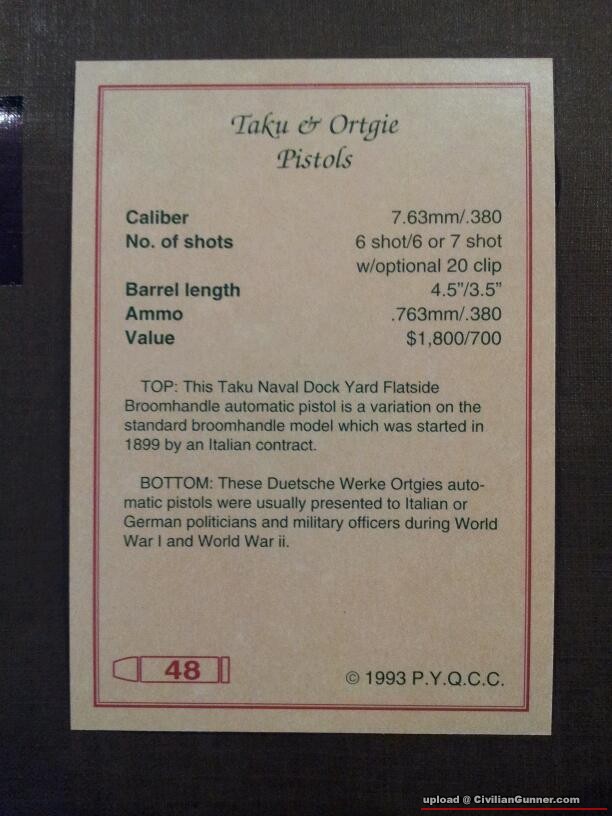 Taku & Ortgie
Pistols
Caliber 7.63mm/.380
No. of shots 6 shot/6 or 7 shot
w/optional 20 clip
Barrel length 4.5”/3.5”
Ammo .763mm/.380
Value $1,800/700
TOP: This Taku Naval Dock Yard Flatside
Broomhandle automatic pistol is a variation on the
standard broomhandle model which was started in
1899 by an Italian contract.
BOTTOM: These Duetsche Werke Ortgies auto-
matic pistols were usually presented to Italian or
German politicians and military officers during World
War I and World War ii.
48
© 1993 P.Y.Q.C.C.
upload @ CivilianGunner.com